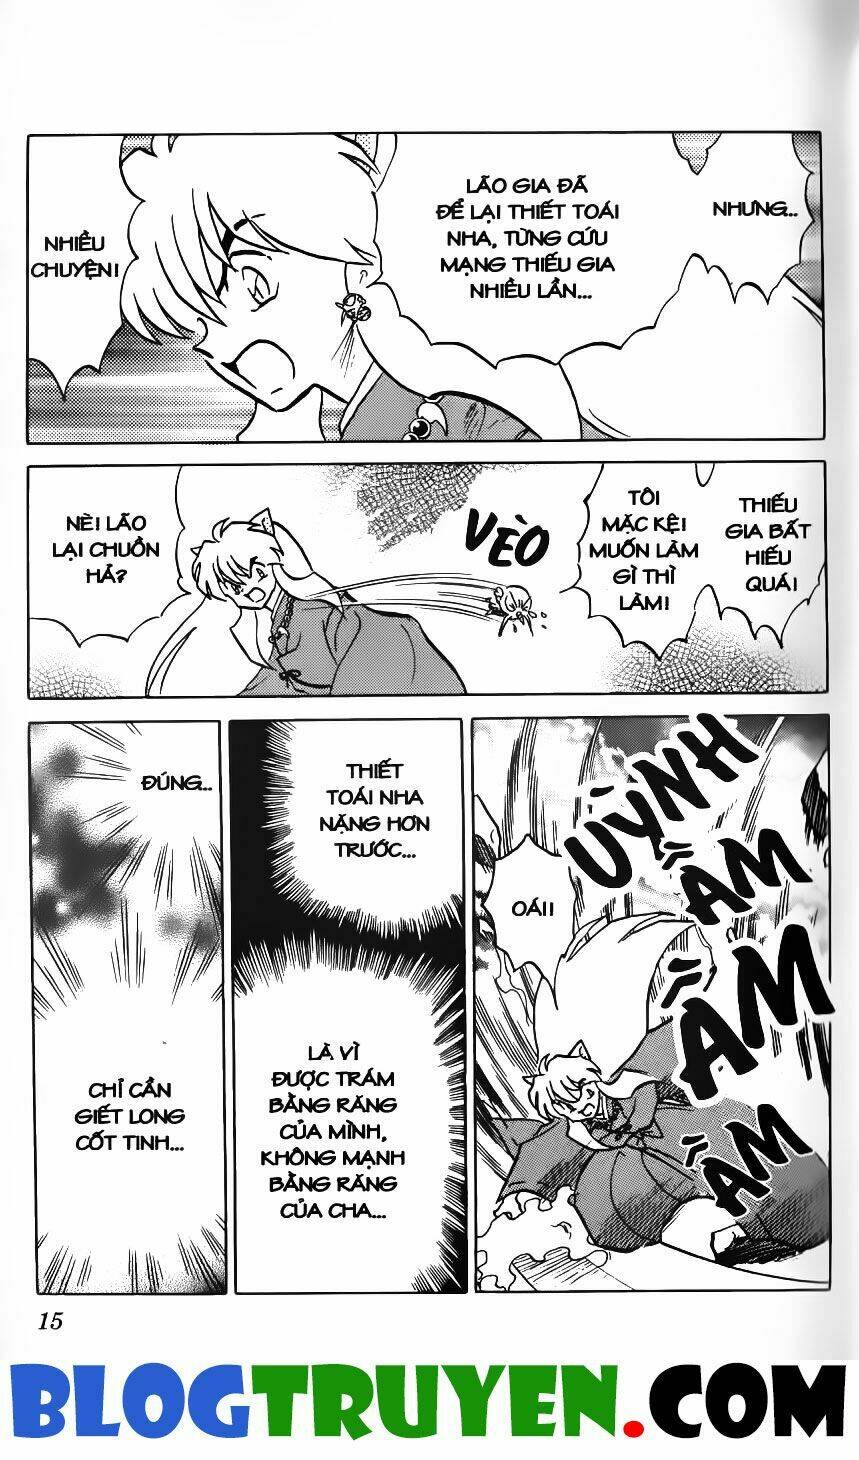 NHƯNG...
LÃO GIA ĐÃ
ĐỂ LẠI THIẾT TOÁI
NHA, TỪNG CỨU
MẠNG THIẾU GIA
NHIỀU LẦN...
NHIỀU
CHUYỆN!
THIẾU
GIA BẤT
HIẾU
QUÁ!
TÔI
MẶC KỆ!
MUỐN LÀM
GÌ THÌ
LÀM!
VÈO
NÈ! LÃO
LẠI CHUỒN
HẢ?
UỲNH
ẦM
ẦM
ẦM
OÁI!
THIẾT
TOÁI NHA
NẶNG HƠN
TRƯỚC...
LÀ VÌ
ĐƯỢC TRÁM
BẰNG RĂNG
CỦA MÌNH,
KHÔNG MẠNH
BẰNG RĂNG
CỦA CHA...
ĐÚNG..
CHỈ CẦN
GIẾT LONG
CỐT TINH...
15
BLOGTRUYEN.COM